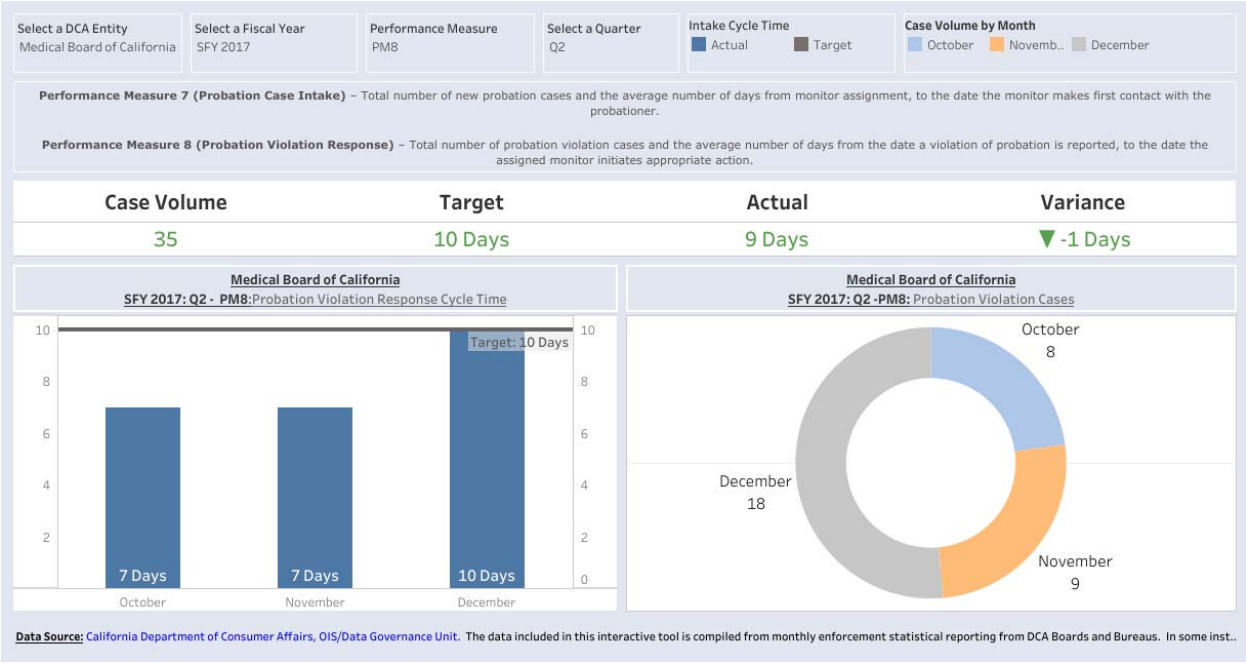 Select a DCA Entity
Medical Board of California
Select a Fiscal Year
SFY 2017
Performance Measure
PM8
Select a Quarter
Q2
Intake Cycle Time
Actual
Target
Case Volume by Month
October
Novemb..
December
Performance Measure 7 (Probation Case Intake) – Total number of new probation cases and the average number of days from monitor assignment, to the date the monitor makes first contact with the
probationer.
Performance Measure 8 (Probation Violation Response) – Total number of probation violation cases and the average number of days from the date a violation of probation is reported, to the date the
assigned monitor initiates appropriate action.
Case Volume
Target
Actual
Variance
35
10 Days
9 Days
▼ -1 Days
Medical Board of California
SFY 2017: Q2 - PM8:Probation Violation Response Cycle Time
10
8
6
4
2
Target: 10 Days
10
8
6
4
2
0
7 Days
7 Days
10 Days
October
November
December
Medical Board of California
SFY 2017: Q2 -PM8: Probation Violation Cases
October
8
December
18
November
9
Data Source: California Department of Consumer Affairs, OIS/Data Governance Unit. The data included in this interactive tool is compiled from monthly enforcement statistical reporting from DCA Boards and Bureaus. In some inst..